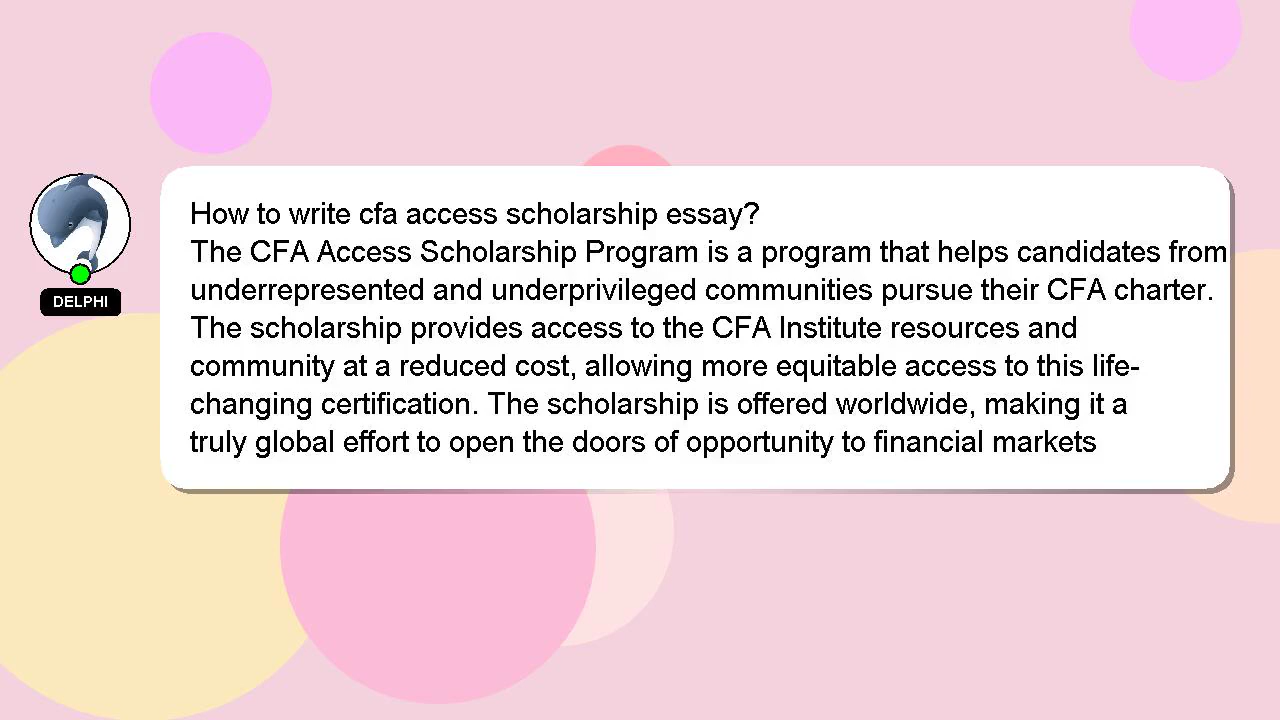 How to write cfa access scholarship essay?
The CFA Access Scholarship Program is a program that helps candidates from
underrepresented and underprivileged communities pursue their CFA charter.
The scholarship provides access to the CFA Institute resources and
community at a reduced cost, allowing more equitable access to this life-
changing certification. The scholarship is offered worldwide, making it a
truly global effort to open the doors of opportunity to financial markets
DELPHI